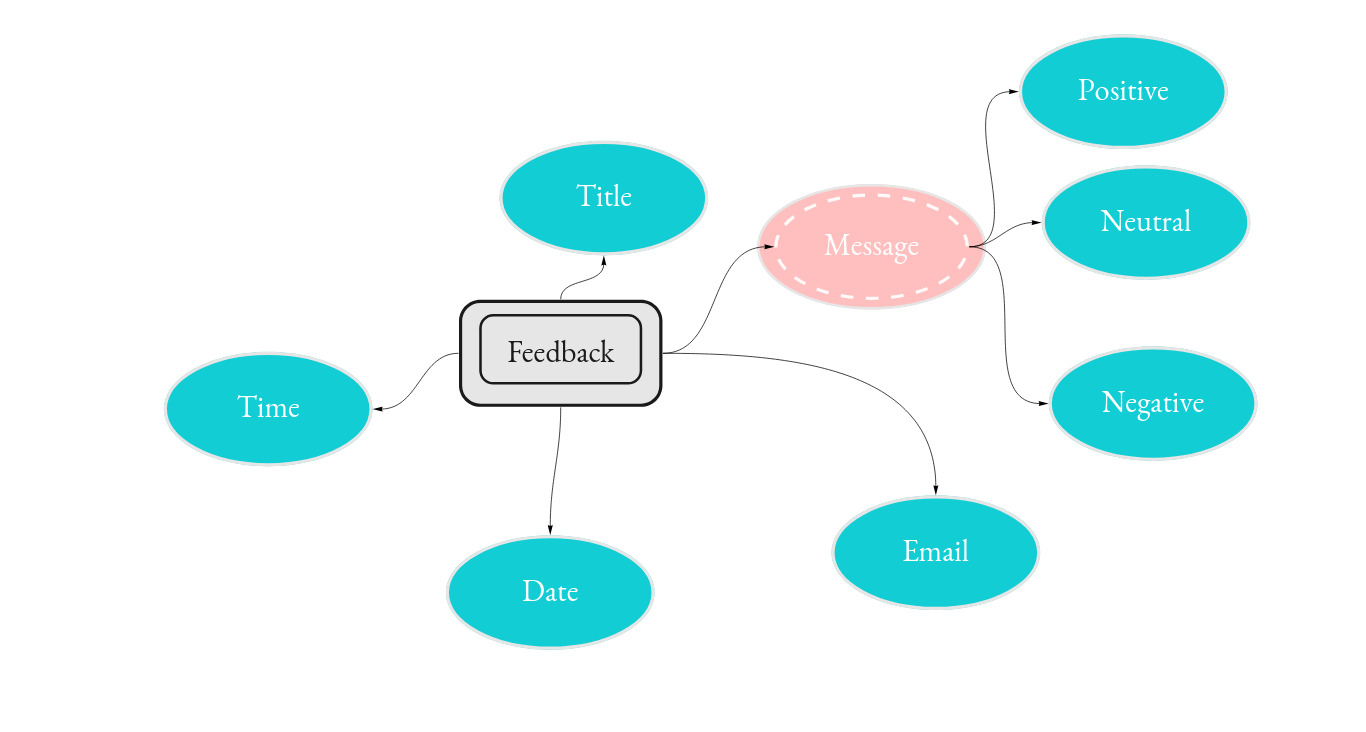 Positive
Title
Neutral
Message
Feedback
Time
Negative
Email
Date